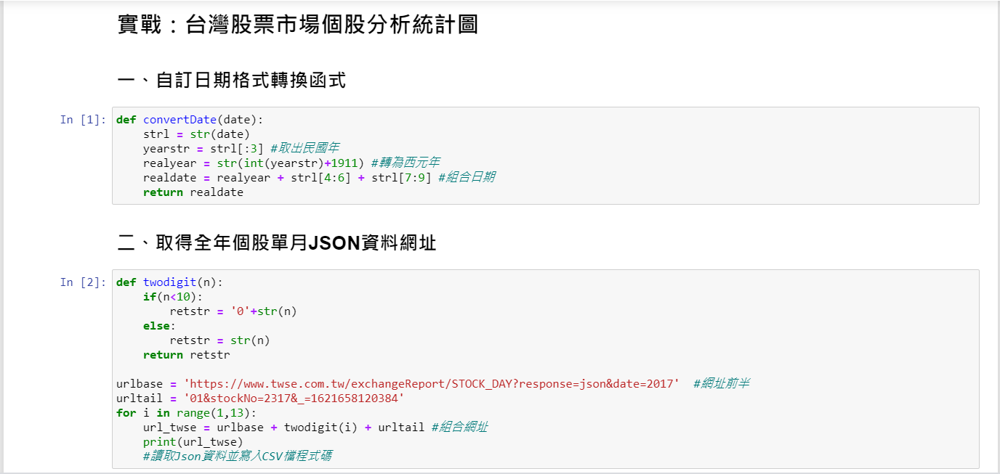 實戰：台灣股票市場個股分析統計圖
一、自訂日期格式轉換函式
In [1]:
def convertDate(date):
    strl = str(date)
    yearstr = strl[:3] #取出民國年
    realyear = str(int(yearstr)+1911) #轉為西元年
    realdate = realyear + strl[4:6] + strl[7:9] #組合日期
    return realdate
二、取得全年個股單月JSON資料網址
In [2]:
def twodigit(n):
    if(n<10):
        retstr = '0'+str(n)
    else:
        retstr = str(n)
    return retstr
urlbase = 'https://www.twse.com.tw/exchangeReport/STOCK_DAY?response=json&date=2017'  #網址前半
urltail = '01&stockNo=2317&_=1621658120384'
for i in range(1,13):
    url_twse = urlbase + twodigit(i) + urltail #組合網址
    print(url_twse)
    #讀取Json資料並寫入CSV檔程式碼